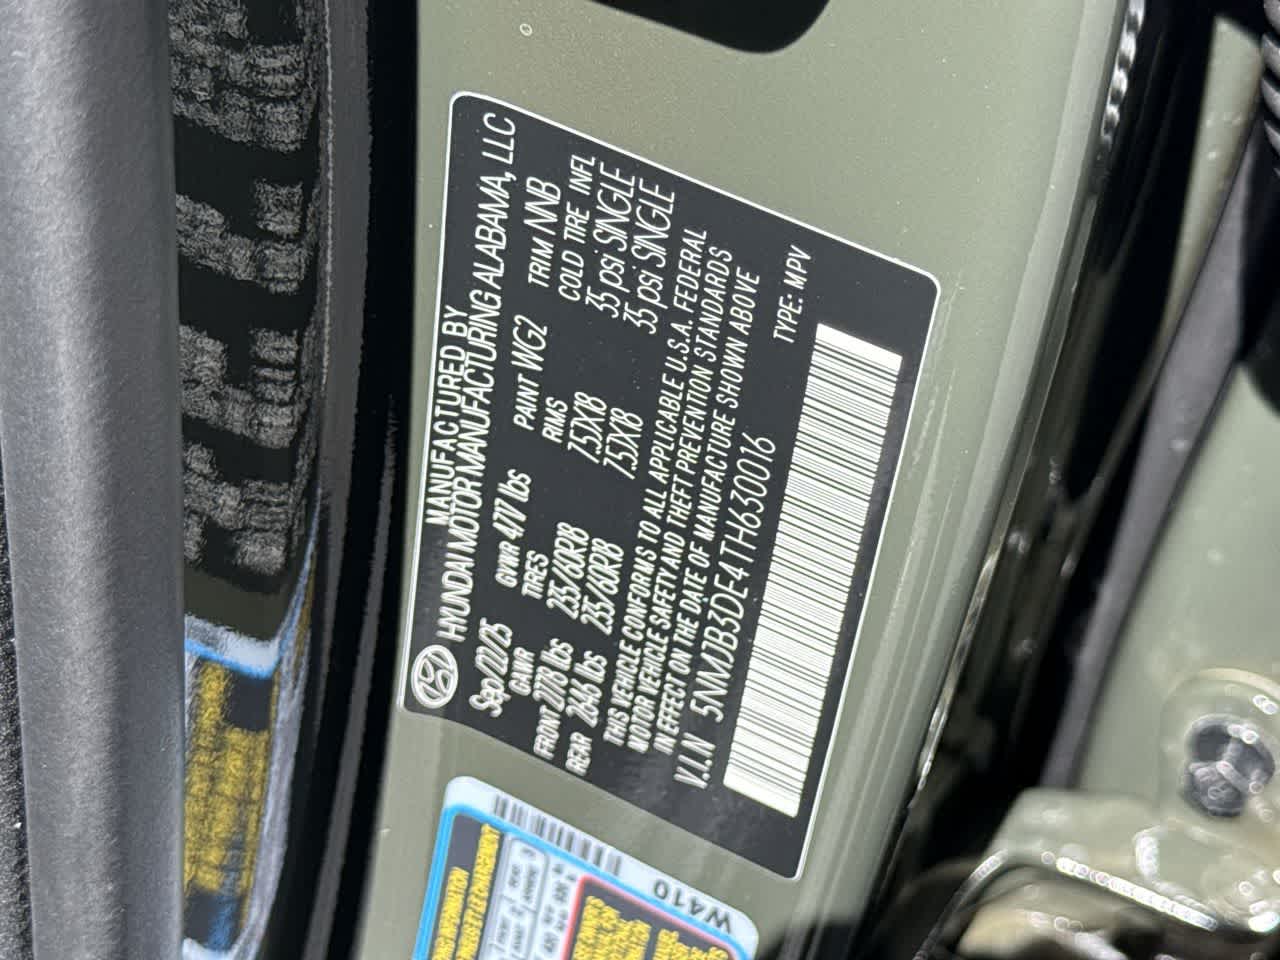 MANUFACTURED BY
HYUNDAI MOTOR MANUFACTURING ALABAMA, LLC
Sep/22/25 GVWR 4717 lbs PAINT WG2 TRIM NNB
GAWR TIRES RIMS COLD TIRE INFL
FRONT 2178 lbs 235/60R18 7.5JX18 35 psi SINGLE
REAR 2646 lbs 235/60R18 7.5JX18 35 psi SINGLE
THIS VEHICLE CONFORMS TO ALL APPLICABLE U.S.A. FEDERAL
MOTOR VEHICLE SAFETY AND THEFT PREVENTION STANDARDS
IN EFFECT ON THE DATE OF MANUFACTURE SHOWN ABOVE
V.I.N 5NMJB3DE4TH630016
TYPE: MPV
W410